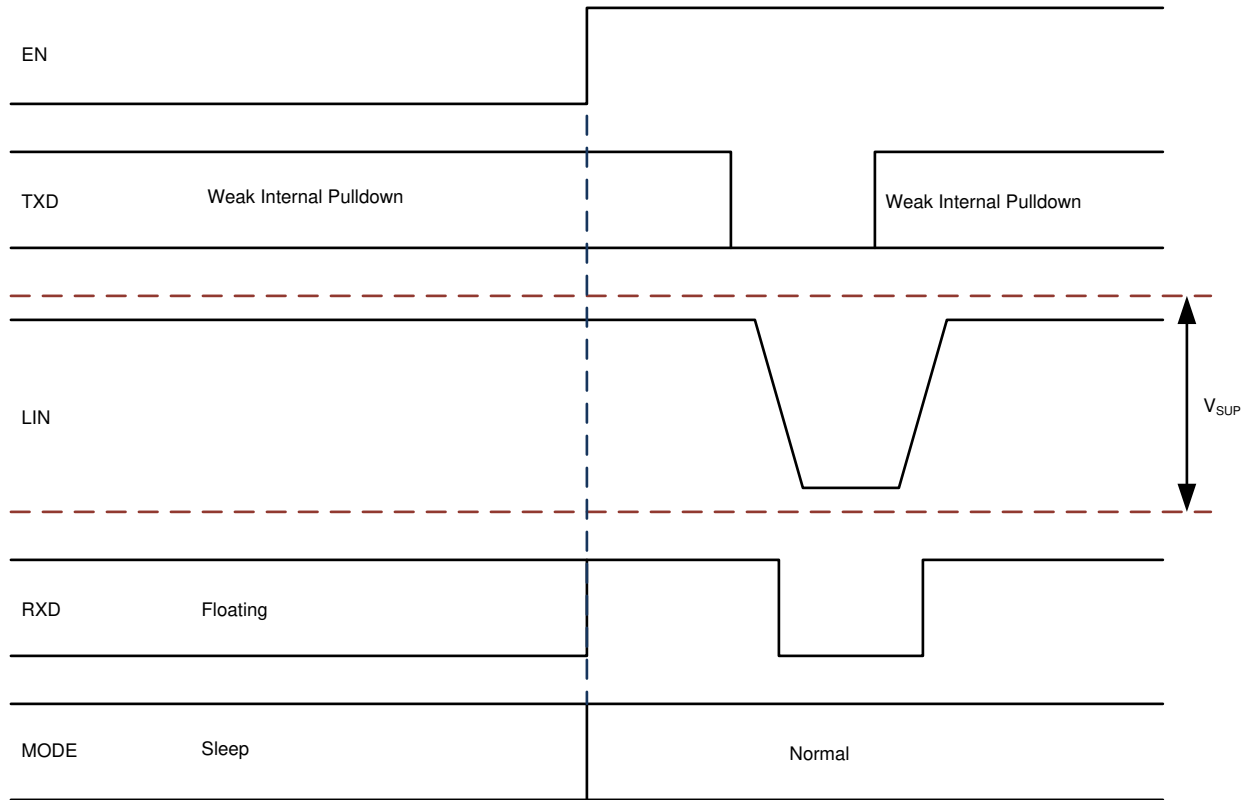 EN
TXD
Weak Internal Pulldown
Weak Internal Pulldown
LIN
VSUP
RXD
Floating
MODE
Sleep
Normal